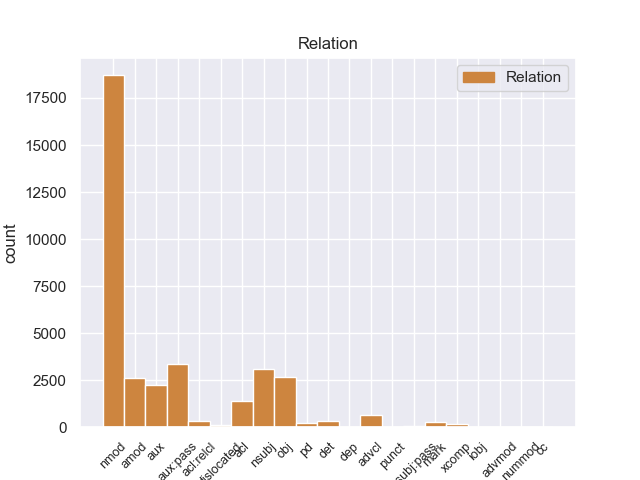 Relation
Relation
17500
15000
12500
10000
7500
5000
2500
0
count
nmod
amod
aux
aux:pass
acl:relcl
dislocated
acl
nsubj
obj
pd
det
dep
advcl
punct
subj:pass
mark
xcomp
iobj
advmod
nummod
cc